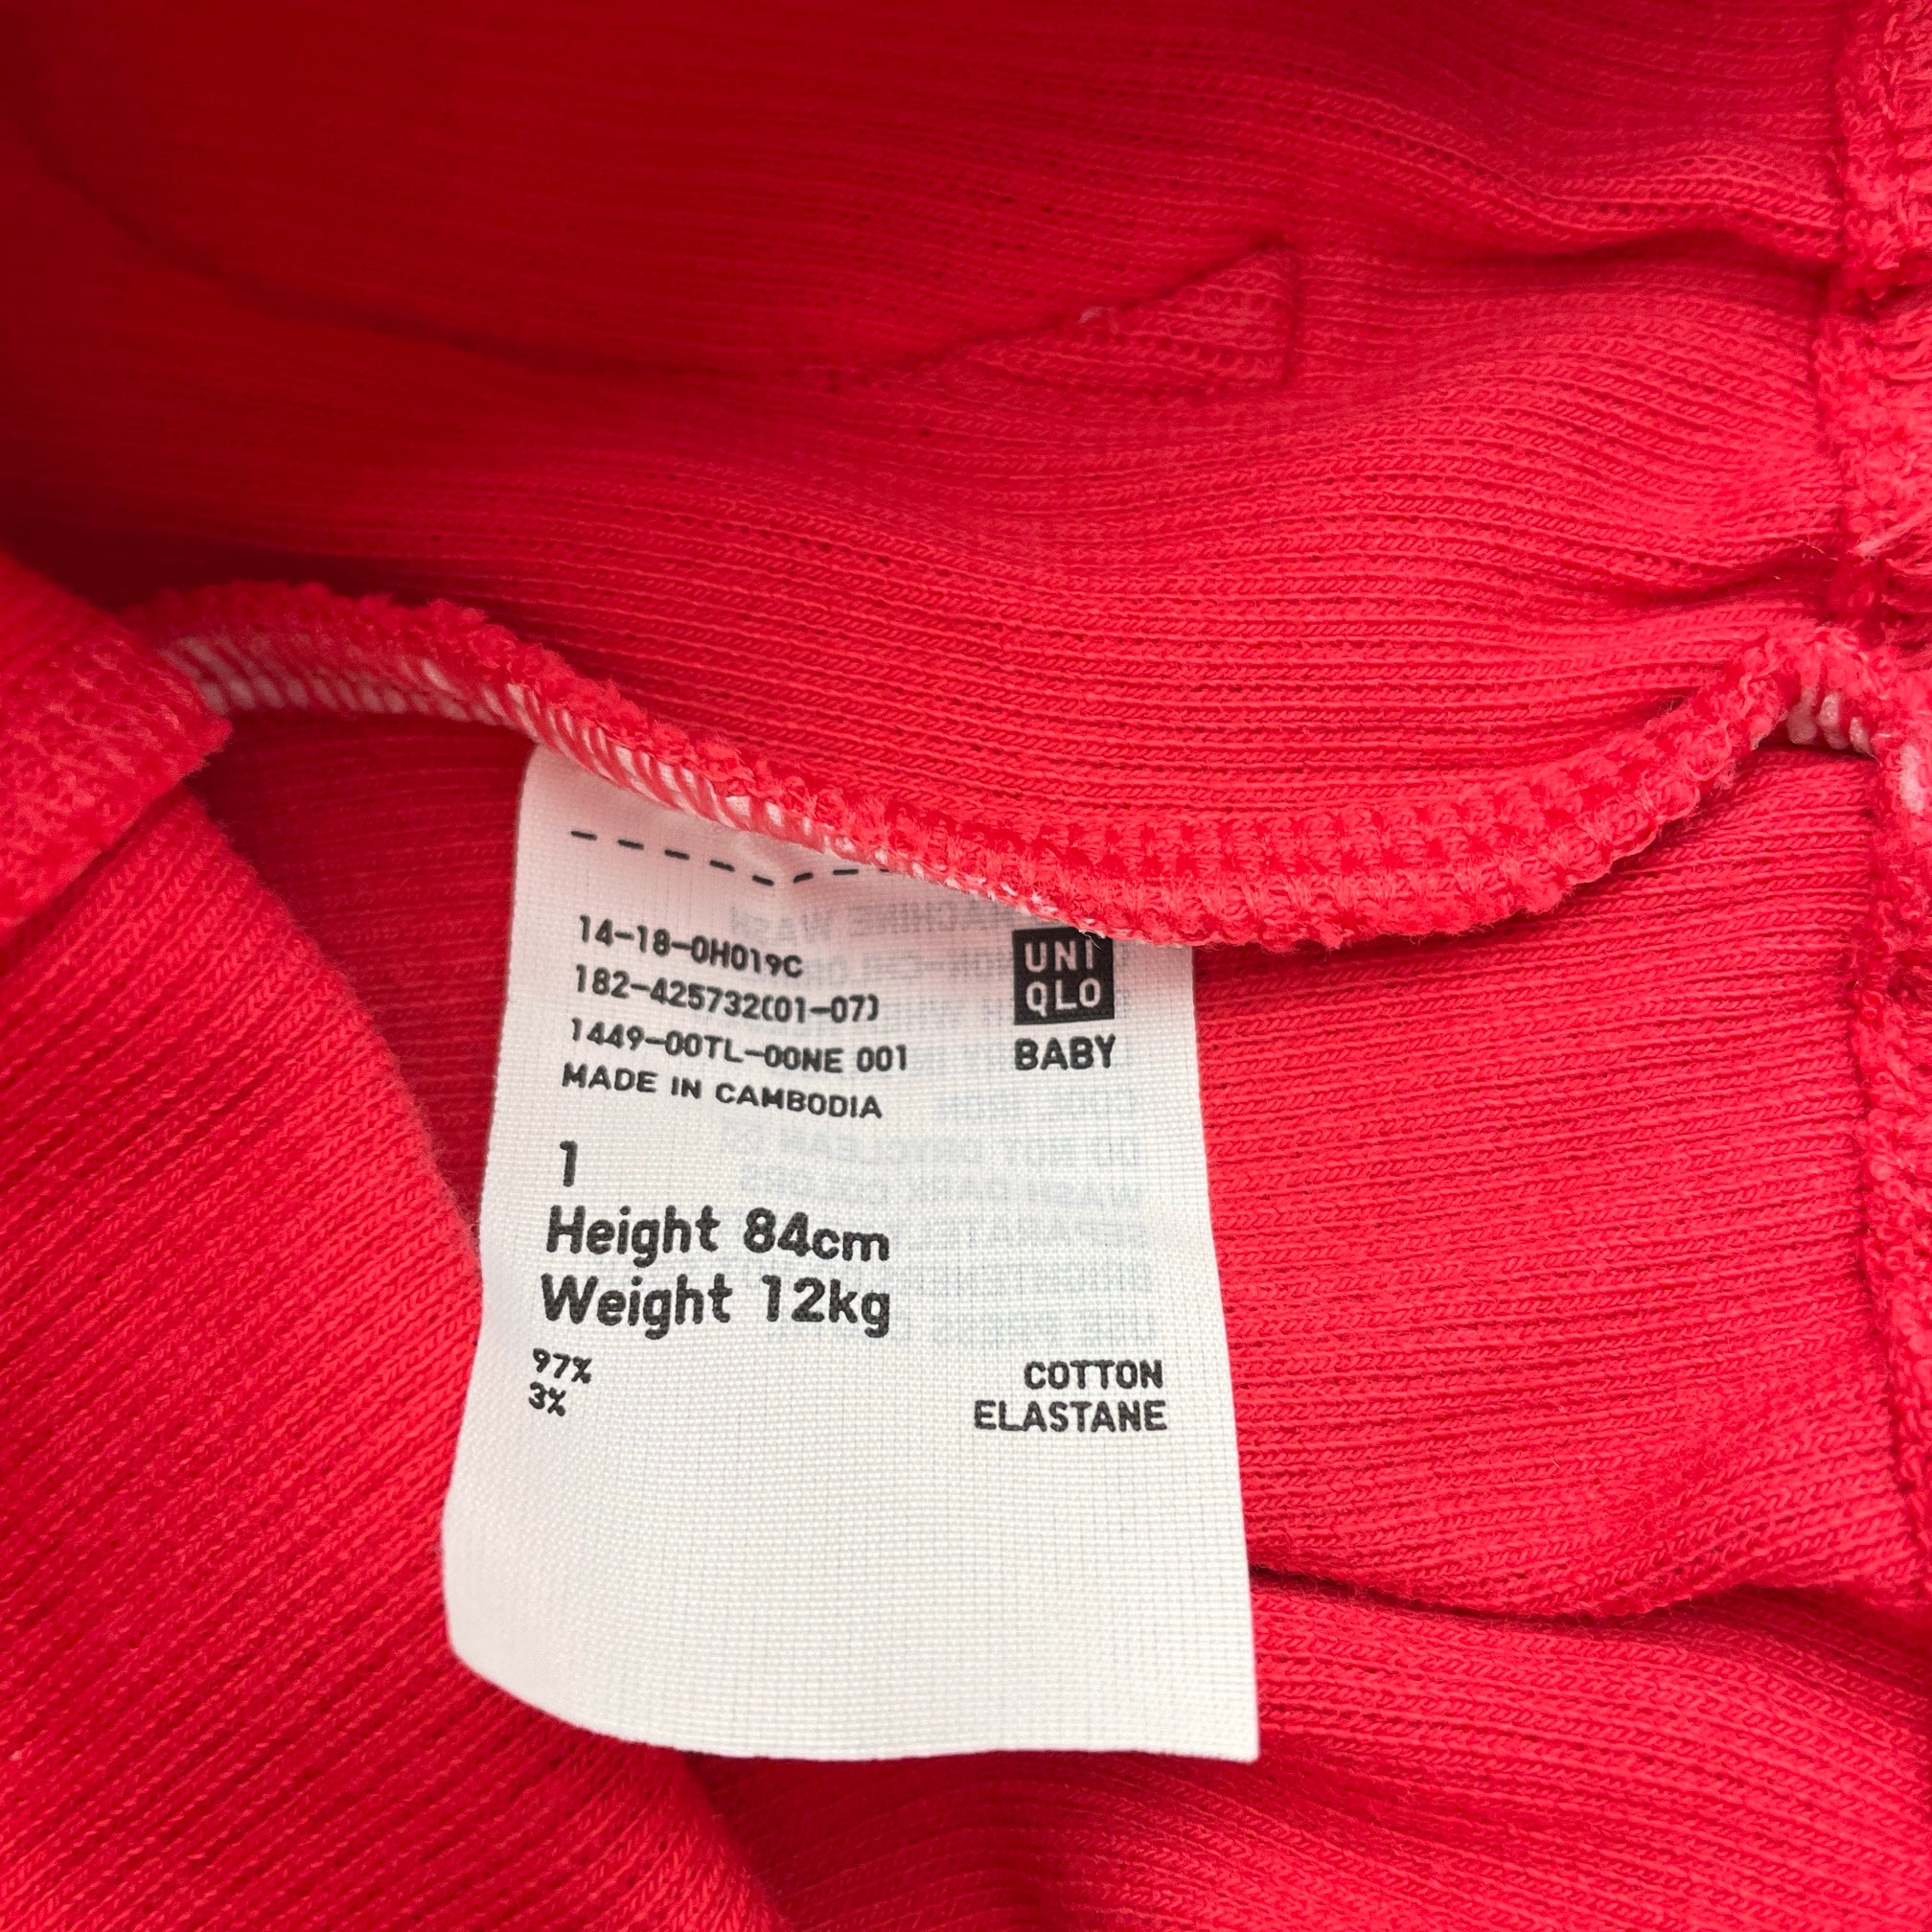 14-18-0H019C
182-425732(01-07)
1449-00TL-00NE 001
MADE IN CAMBODIA
UNI
QLO
BABY
1
Height 84cm
Weight 12kg
97% COTTON
3% ELASTANE